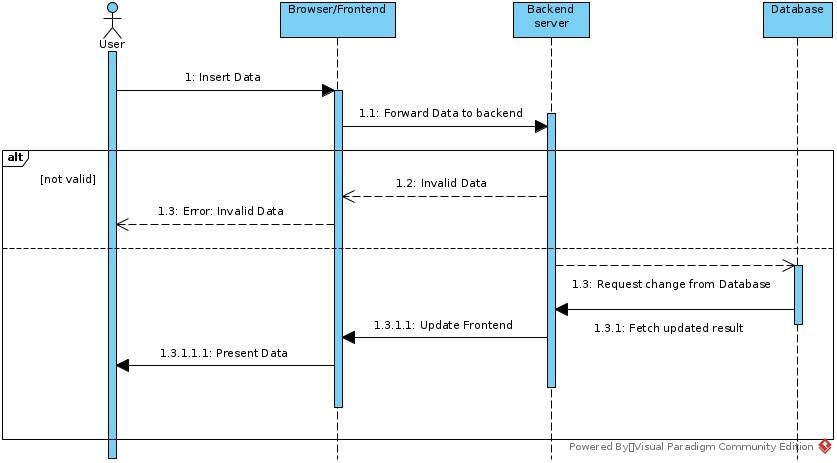 Browser/Frontend
Backend
server
Database
User
1: Insert Data
1.1: Forward Data to backend
alt
[not valid]
1.2: Invalid Data
1.3: Error: Invalid Data
1.3: Request change from Database
1.3.1.1: Update Frontend
1.3.1: Fetch updated result
1.3.1.1.1: Present Data
Powered By▯Visual Paradigm Community Edition